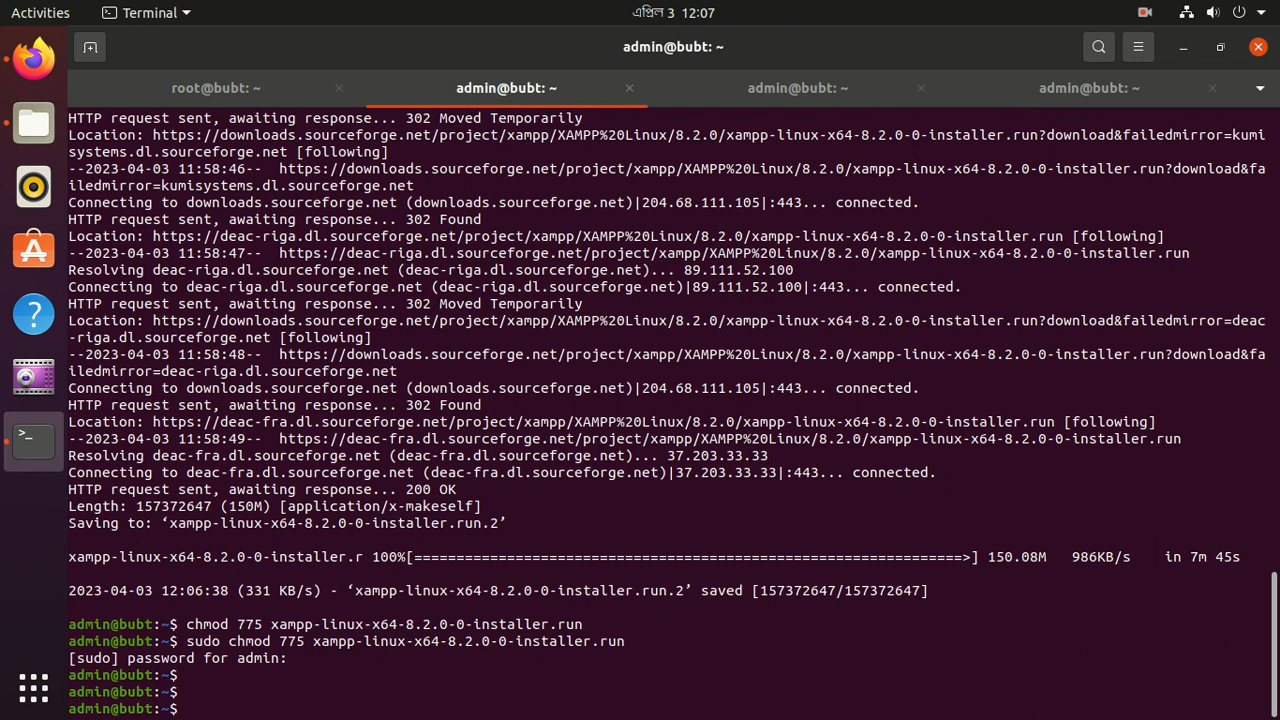 Activities
Terminal
এপ্রিল 3 12:07
admin@bubt: ~
root@bubt: ~
admin@bubt: ~
admin@bubt: ~
admin@bubt: ~
HTTP request sent, awaiting response... 302 Moved Temporarily
Location: https://downloads.sourceforge.net/project/xampp/XAMPP%20Linux/8.2.0/xampp-linux-x64-8.2.0-0-installer.run?download&failedmirror=kumi
systems.dl.sourceforge.net [following]
--2023-04-03 11:58:46--  https://downloads.sourceforge.net/project/xampp/XAMPP%20Linux/8.2.0/xampp-linux-x64-8.2.0-0-installer.run?download&fa
iledmirror=kumisystems.dl.sourceforge.net
Connecting to downloads.sourceforge.net (downloads.sourceforge.net)|204.68.111.105|:443... connected.
HTTP request sent, awaiting response... 302 Found
Location: https://deac-riga.dl.sourceforge.net/project/xampp/XAMPP%20Linux/8.2.0/xampp-linux-x64-8.2.0-0-installer.run [following]
--2023-04-03 11:58:47--  https://deac-riga.dl.sourceforge.net/project/xampp/XAMPP%20Linux/8.2.0/xampp-linux-x64-8.2.0-0-installer.run
Resolving deac-riga.dl.sourceforge.net (deac-riga.dl.sourceforge.net)... 89.111.52.100
Connecting to deac-riga.dl.sourceforge.net (deac-riga.dl.sourceforge.net)|89.111.52.100|:443... connected.
HTTP request sent, awaiting response... 302 Moved Temporarily
Location: https://downloads.sourceforge.net/project/xampp/XAMPP%20Linux/8.2.0/xampp-linux-x64-8.2.0-0-installer.run?download&failedmirror=deac
-riga.dl.sourceforge.net [following]
--2023-04-03 11:58:48--  https://downloads.sourceforge.net/project/xampp/XAMPP%20Linux/8.2.0/xampp-linux-x64-8.2.0-0-installer.run?download&fa
iledmirror=deac-riga.dl.sourceforge.net
Connecting to downloads.sourceforge.net (downloads.sourceforge.net)|204.68.111.105|:443... connected.
HTTP request sent, awaiting response... 302 Found
Location: https://deac-fra.dl.sourceforge.net/project/xampp/XAMPP%20Linux/8.2.0/xampp-linux-x64-8.2.0-0-installer.run [following]
--2023-04-03 11:58:49--  https://deac-fra.dl.sourceforge.net/project/xampp/XAMPP%20Linux/8.2.0/xampp-linux-x64-8.2.0-0-installer.run
Resolving deac-fra.dl.sourceforge.net (deac-fra.dl.sourceforge.net)... 37.203.33.33
Connecting to deac-fra.dl.sourceforge.net (deac-fra.dl.sourceforge.net)|37.203.33.33|:443... connected.
HTTP request sent, awaiting response... 200 OK
Length: 157372647 (150M) [application/x-makeself]
Saving to: ‘xampp-linux-x64-8.2.0-0-installer.run.2’
xampp-linux-x64-8.2.0-0-installer.r 100%[=================================================================>] 150.08M   986KB/s    in 7m 45s
2023-04-03 12:06:38 (331 KB/s) - ‘xampp-linux-x64-8.2.0-0-installer.run.2’ saved [157372647/157372647]
admin@bubt:~$ chmod 775 xampp-linux-x64-8.2.0-0-installer.run
admin@bubt:~$ sudo chmod 775 xampp-linux-x64-8.2.0-0-installer.run
[sudo] password for admin:
admin@bubt:~$
admin@bubt:~$
admin@bubt:~$